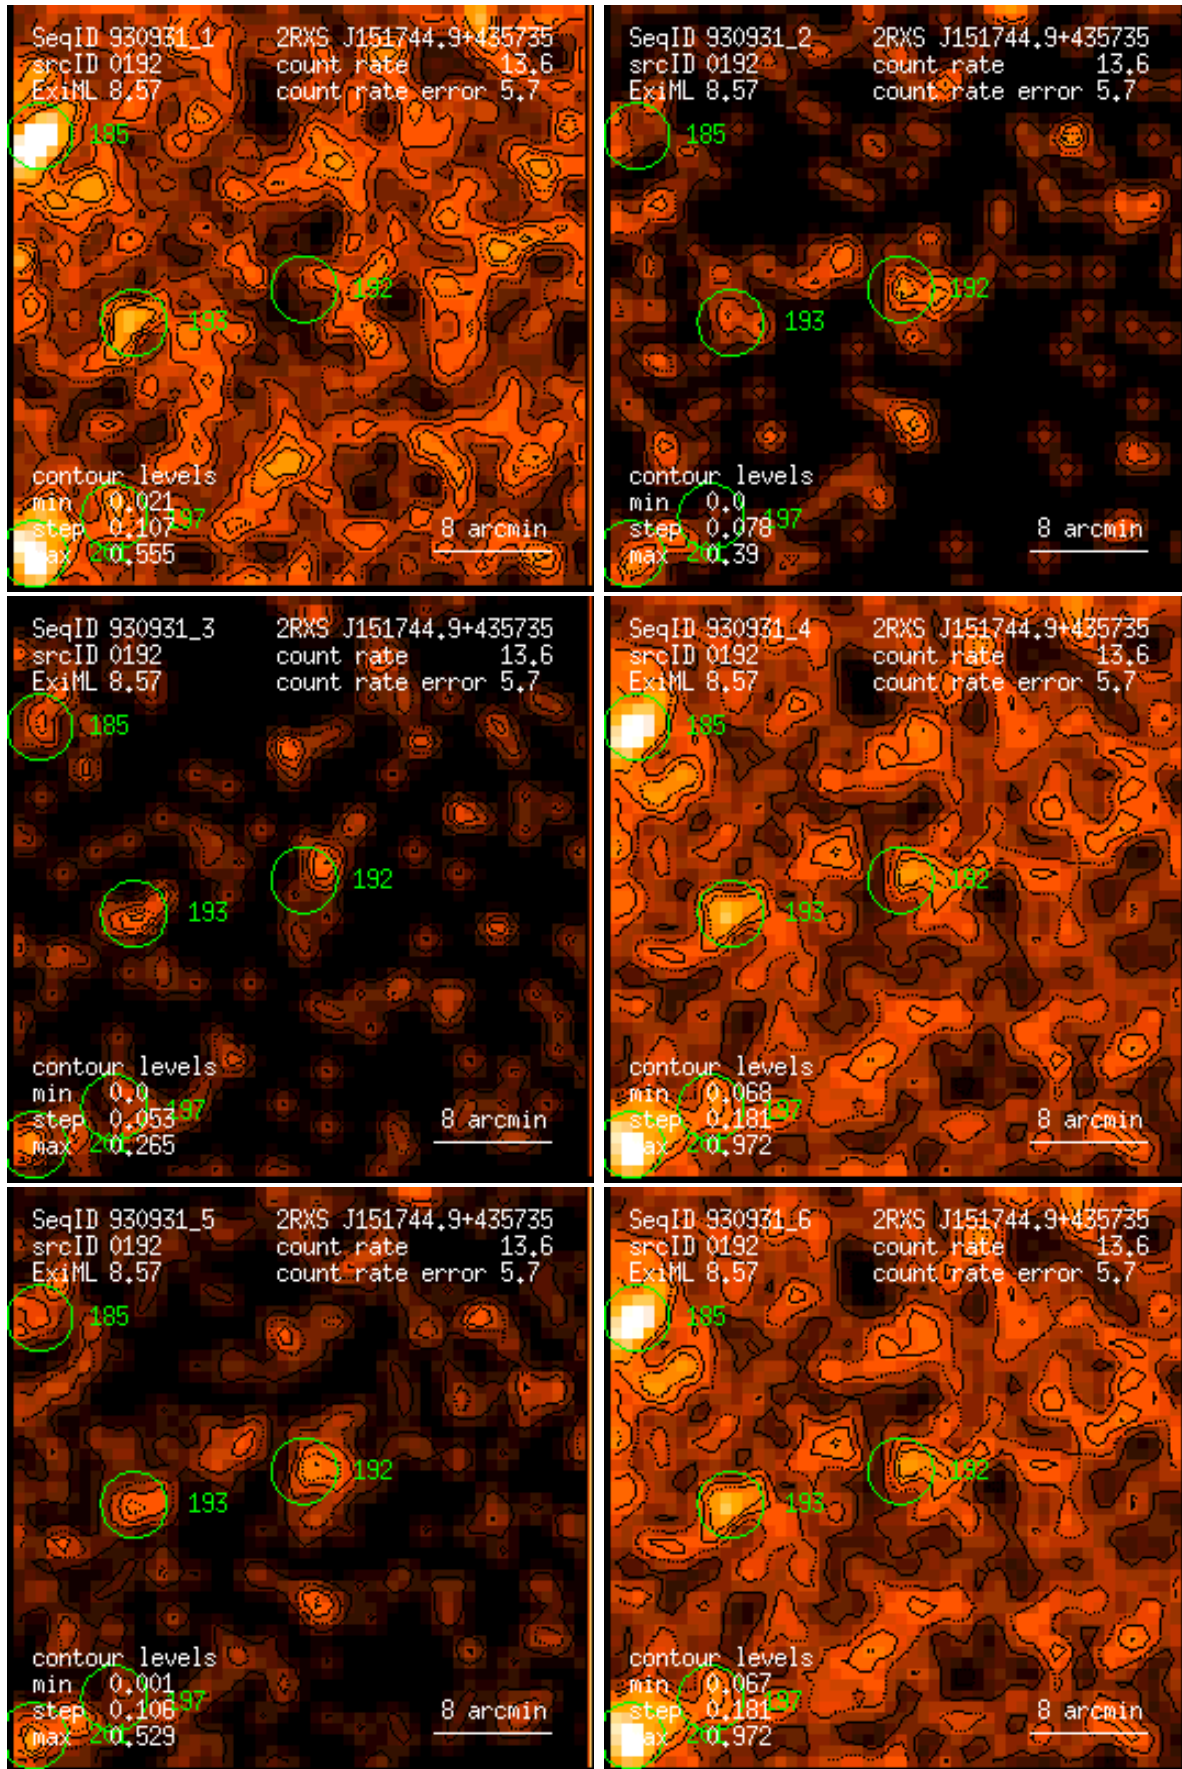 SeqID 930931_1 2RXS J151744.9+435735
srcID 0192 count rate 13.6
ExiML 8.57 count rate error 5.7
185
192
193
contour levels
min 0.021
step 0.107 197
8 arcmin
max 0.555
SeqID 930931_2 2RXS J151744.9+435735
srcID 0192 count rate 13.6
ExiML 8.57 count rate error 5.7
185
192
193
contour levels
min 0.0
step 0.078 197
8 arcmin
max 0.39
SeqID 930931_3 2RXS J151744.9+435735
srcID 0192 count rate 13.6
ExiML 8.57 count rate error 5.7
185
192
193
contour levels
min 0.0
step 0.053 197
8 arcmin
max 0.265
SeqID 930931_4 2RXS J151744.9+435735
srcID 0192 count rate 13.6
ExiML 8.57 count rate error 5.7
185
192
193
contour levels
min 0.068
step 0.181 197
8 arcmin
max 0.972
SeqID 930931_5 2RXS J151744.9+435735
srcID 0192 count rate 13.6
ExiML 8.57 count rate error 5.7
185
192
193
contour levels
min 0.001
step 0.106 197
8 arcmin
max 0.529
SeqID 930931_6 2RXS J151744.9+435735
srcID 0192 count rate 13.6
ExiML 8.57 count rate error 5.7
185
192
193
contour levels
min 0.067
step 0.181 197
8 arcmin
max 0.972